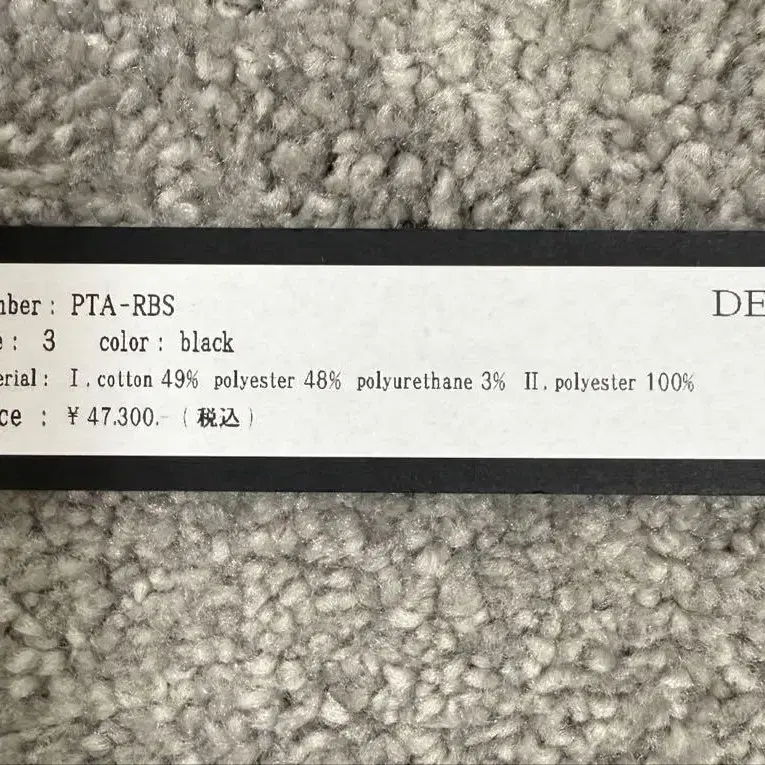 mber : PTA-RBS
DE
e : 3 color : black
erial : I. cotton 49% polyester 48% polyurethane 3% II. polyester 100%
ce : ¥ 47.300.- (税込)